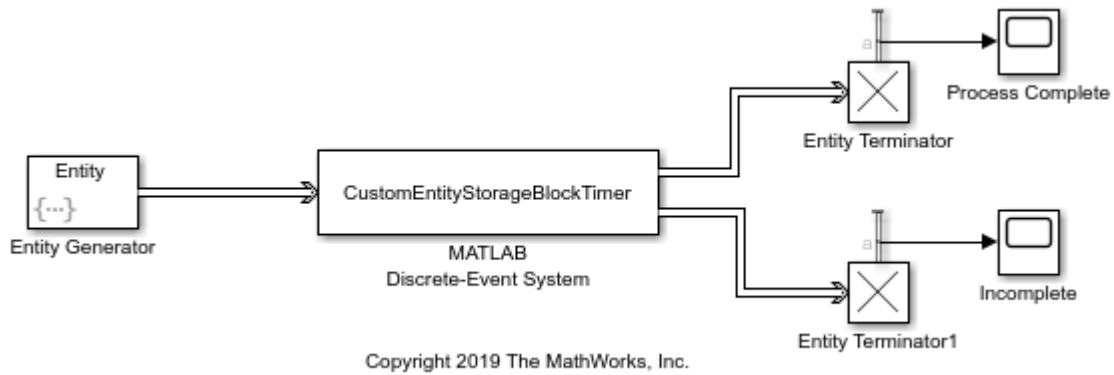 a
Process Complete
Entity Terminator
Entity
{...}
Entity Generator
CustomEntityStorageBlockTimer
MATLAB
Discrete-Event System
a
Incomplete
Entity Terminator1
Copyright 2019 The MathWorks, Inc.